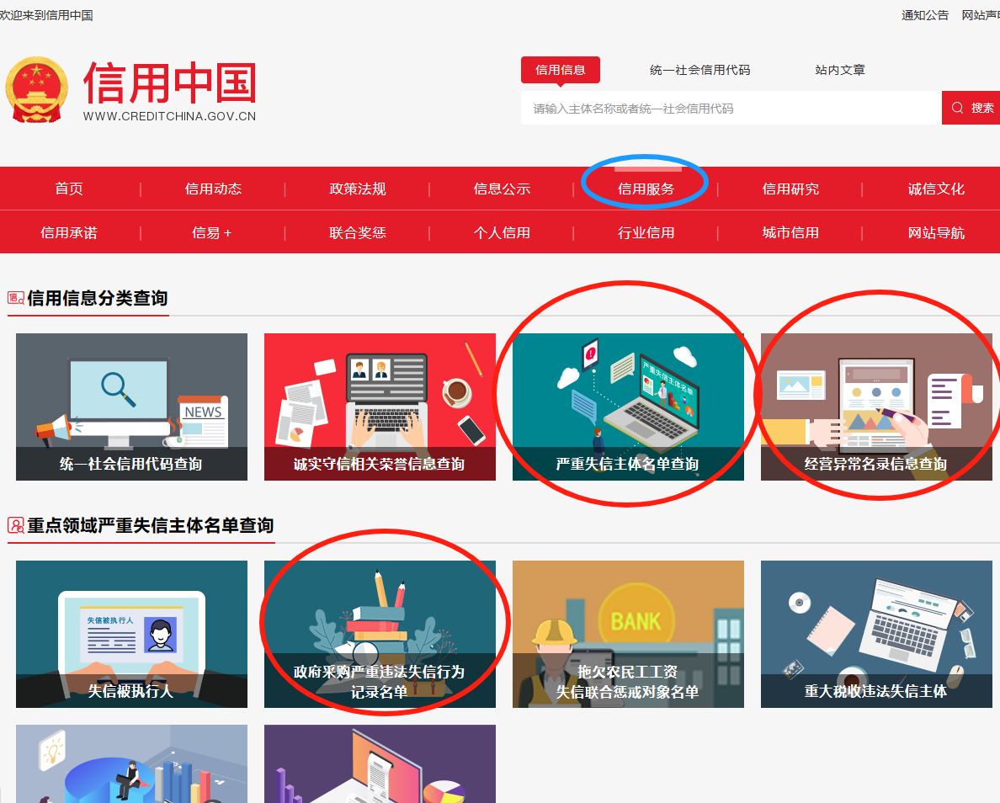 欢迎来到信用中国
通知公告 网站声明
信用中国
WWW.CREDITCHINA.GOV.CN
信用信息 统一社会信用代码 站内文章
请输入主体名称或者统一社会信用代码 搜索
首页 | 信用动态 | 政策法规 | 信息公示 | 信用服务 | 信用研究 | 诚信文化
信用承诺 | 信易 + | 联合奖惩 | 个人信用 | 行业信用 | 城市信用 | 网站导航
信 信用信息分类查询
NEWS
严重失信主体名单
统一社会信用代码查询
诚实守信相关荣誉信息查询
严重失信主体名单查询
经营异常名录信息查询
重点领域严重失信主体名单查询
失信被执行人
BANK
失信被执行人
政府采购严重违法失信行为
记录名单
拖欠农民工工资
失信联合惩戒对象名单
重大税收违法失信主体